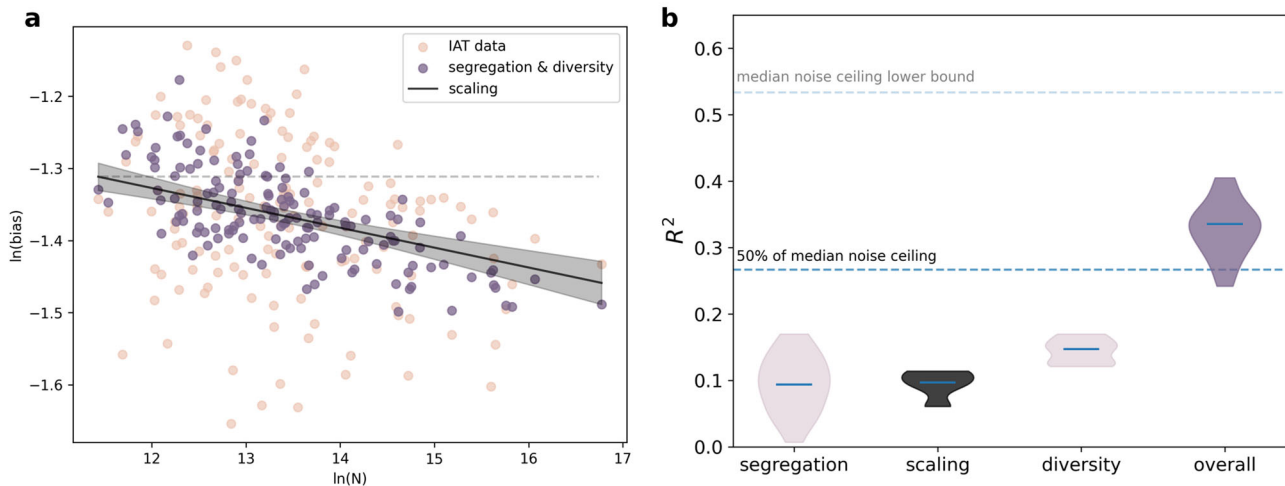 a
IAT data
segregation & diversity
scaling
ln(bias)
−1.2
−1.3
−1.4
−1.5
−1.6
12
13
14
15
16
17
ln(N)
b
R²
0.6
0.5
0.4
0.3
0.2
0.1
0.0
median noise ceiling lower bound
50% of median noise ceiling
segregation
scaling
diversity
overall